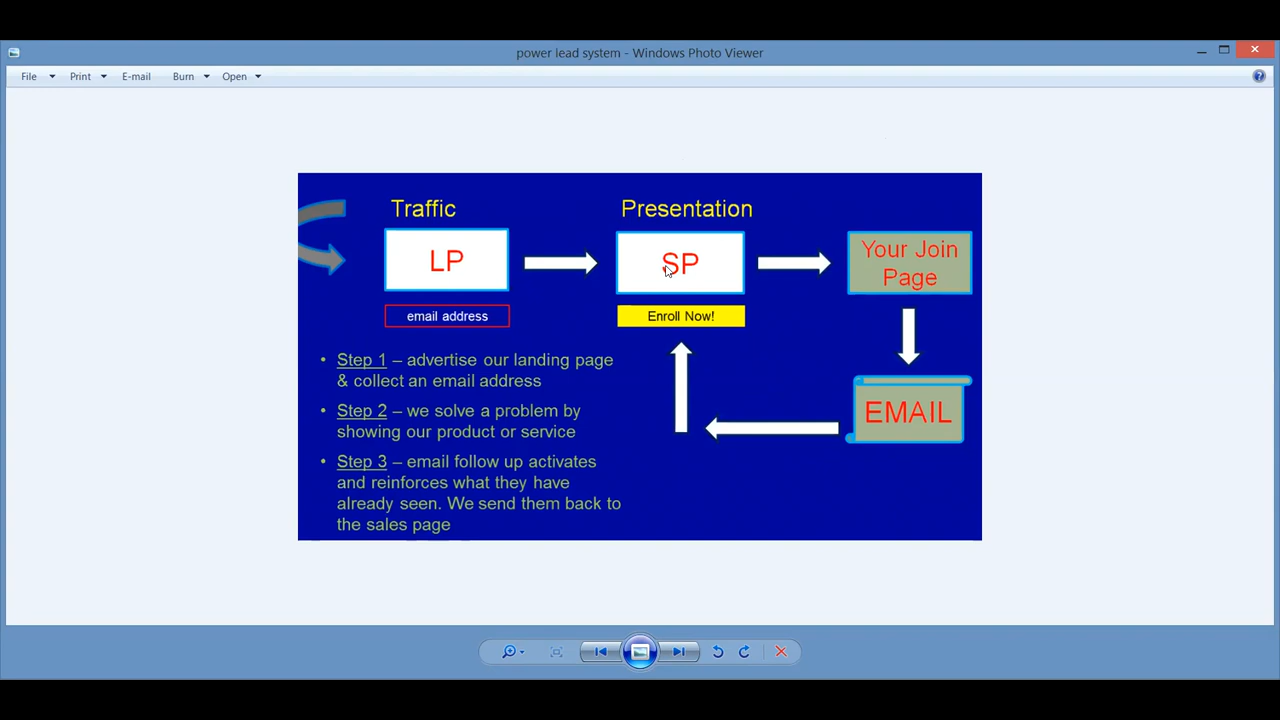 power lead system - Windows Photo Viewer
File Print E-mail Burn Open
Traffic Presentation
LP SP Your Join
Page
email address Enroll Now!
• Step 1 – advertise our landing page
& collect an email address
• Step 2 – we solve a problem by
showing our product or service
EMAIL
• Step 3 – email follow up activates
and reinforces what they have
already seen. We send them back to
the sales page